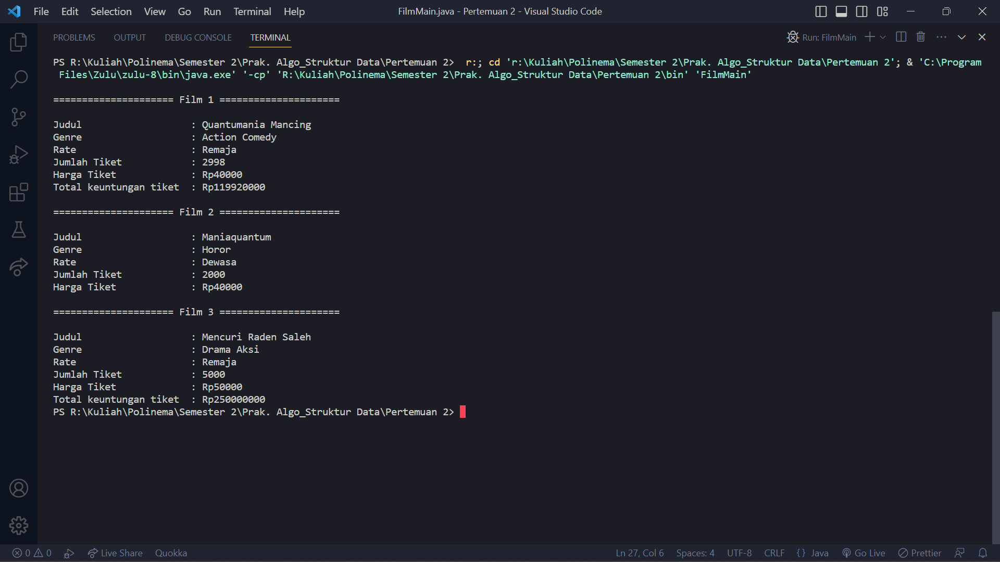 File Edit Selection View Go Run Terminal Help FilmMain.java - Pertemuan 2 - Visual Studio Code
PROBLEMS OUTPUT DEBUG CONSOLE TERMINAL Run: FilmMain
PS R:\Kuliah\Polinema\Semester 2\Prak. Algo_Struktur Data\Pertemuan 2>  r:; cd 'r:\Kuliah\Polinema\Semester 2\Prak. Algo_Struktur Data\Pertemuan 2'; & 'C:\Program
 Files\Zulu\zulu-8\bin\java.exe' '-cp' 'R:\Kuliah\Polinema\Semester 2\Prak. Algo_Struktur Data\Pertemuan 2\bin' 'FilmMain'
===================== Film 1 =====================
Judul                   : Quantumania Mancing
Genre                   : Action Comedy
Rate                    : Remaja
Jumlah Tiket            : 2998
Harga Tiket             : Rp40000
Total keuntungan tiket  : Rp119920000
===================== Film 2 =====================
Judul                   : Maniaquantum
Genre                   : Horor
Rate                    : Dewasa
Jumlah Tiket            : 2000
Harga Tiket             : Rp40000
===================== Film 3 =====================
Judul                   : Mencuri Raden Saleh
Genre                   : Drama Aksi
Rate                    : Remaja
Jumlah Tiket            : 5000
Harga Tiket             : Rp50000
Total keuntungan tiket  : Rp250000000
PS R:\Kuliah\Polinema\Semester 2\Prak. Algo_Struktur Data\Pertemuan 2>
0 0 Live Share Quokka Ln 27, Col 6 Spaces: 4 UTF-8 CRLF {} Java Go Live Prettier